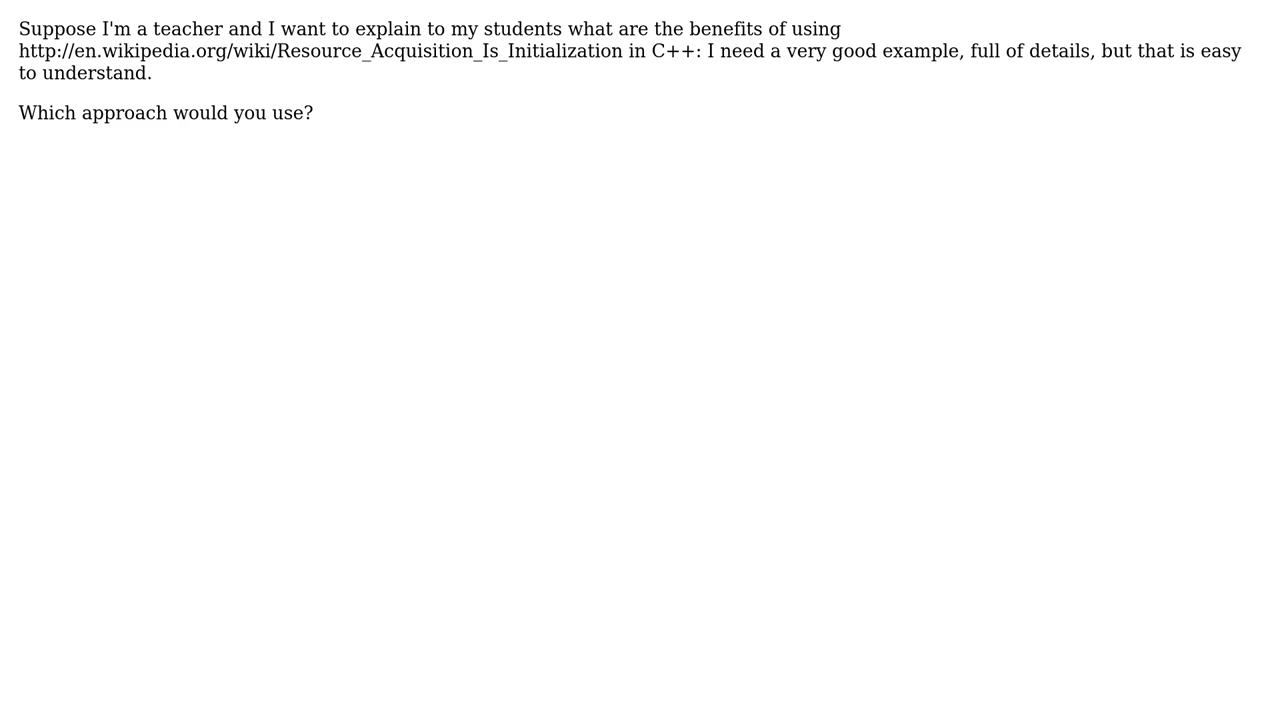 Suppose I'm a teacher and I want to explain to my students what are the benefits of using
http://en.wikipedia.org/wiki/Resource_Acquisition_Is_Initialization in C++: I need a very good example, full of details, but that is easy
to understand.
Which approach would you use?